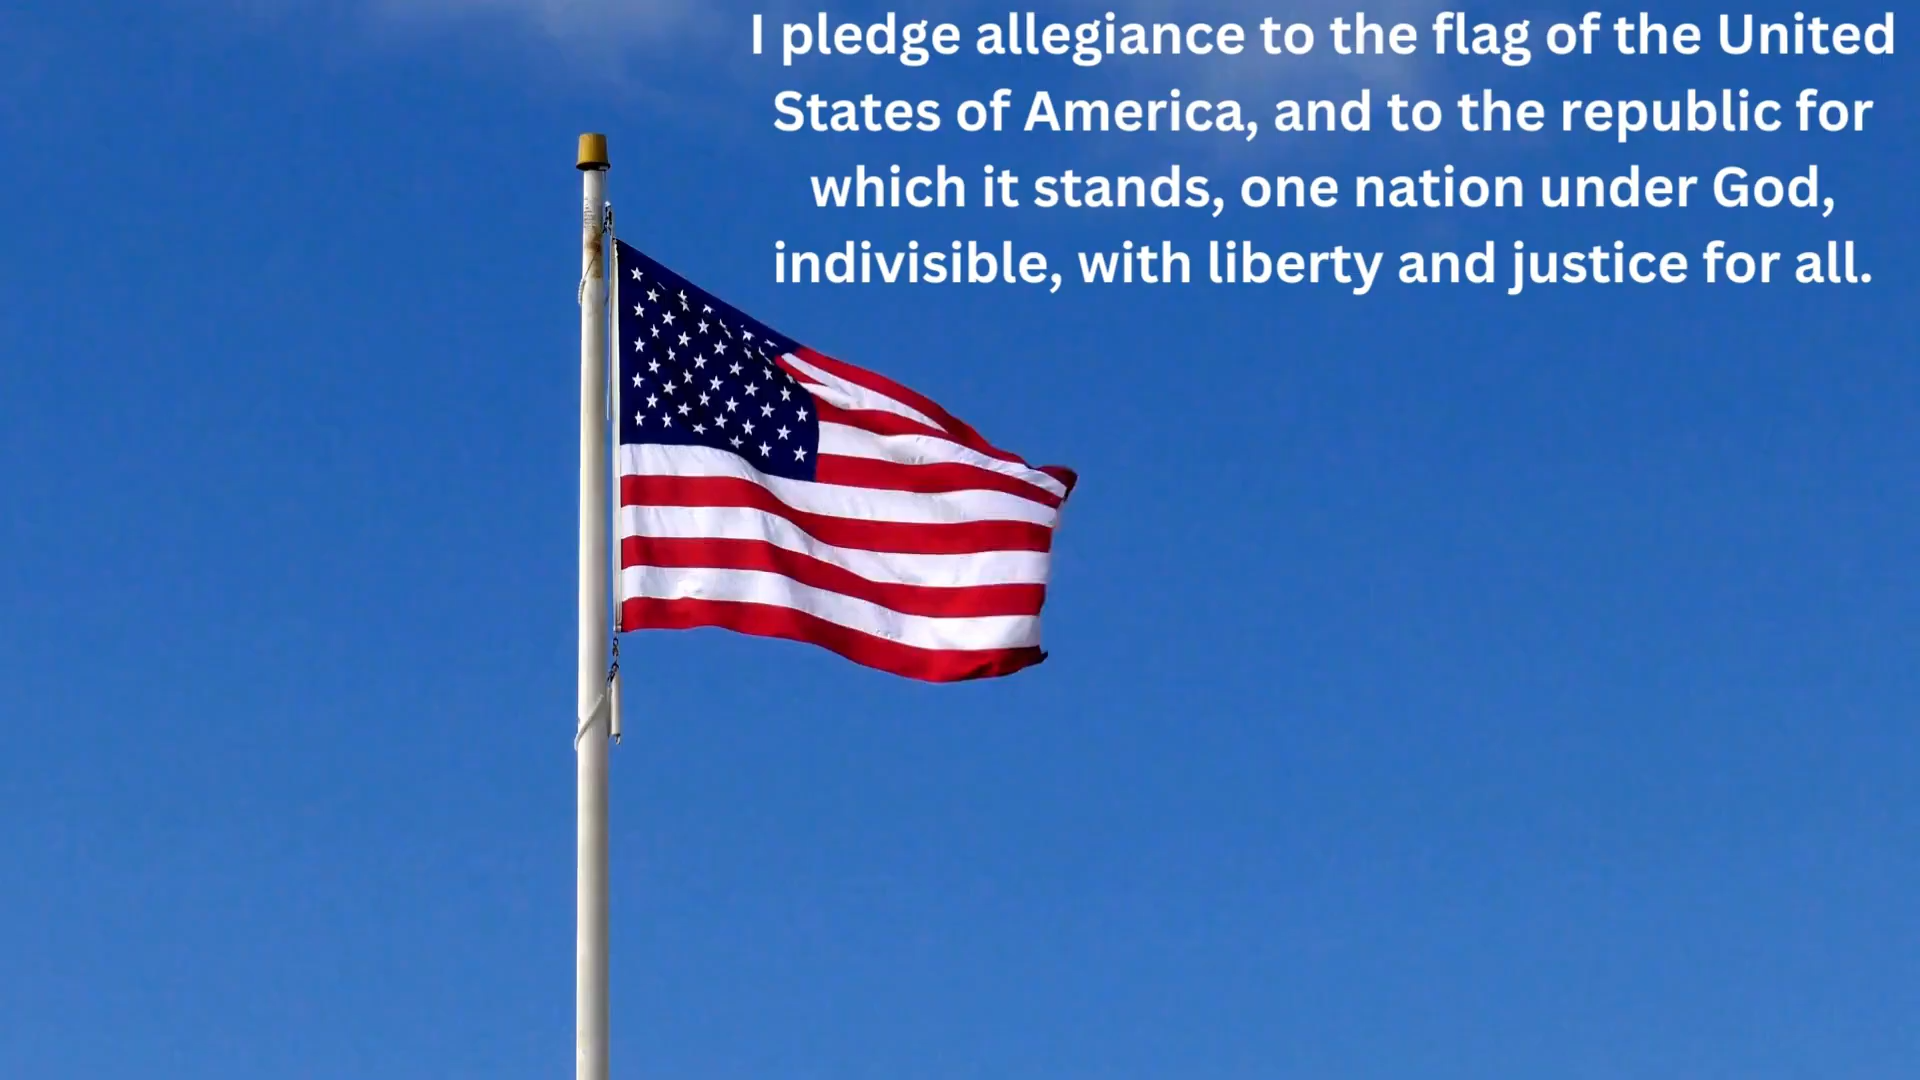 I pledge allegiance to the flag of the United
States of America, and to the republic for
which it stands, one nation under God,
indivisible, with liberty and justice for all.